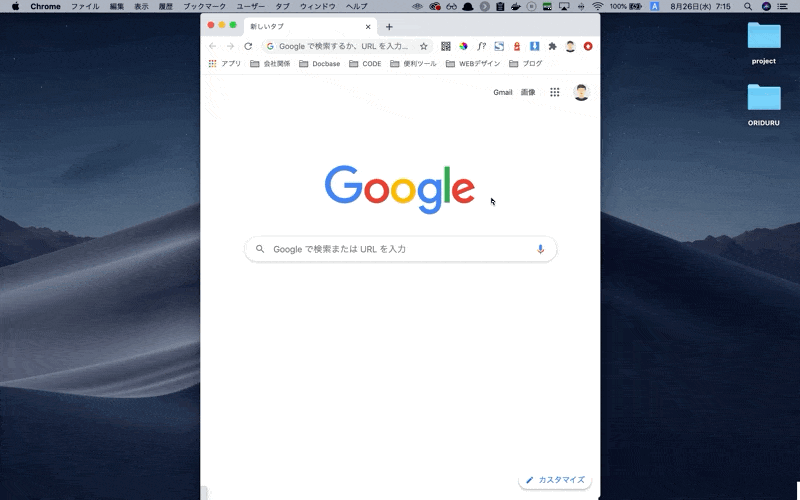 Chrome ファイル 編集 表示 履歴 ブックマーク ユーザー タブ ウィンドウ ヘルプ 100% A 8月26日(水) 7:15
新しいタブ
Google で検索するか、URL を入力...
アプリ 会社関係 Docbase CODE 便利ツール WEBデザイン ブログ
Gmail 画像
Google
Google で検索または URL を入力
カスタマイズ
project
ORIDURU